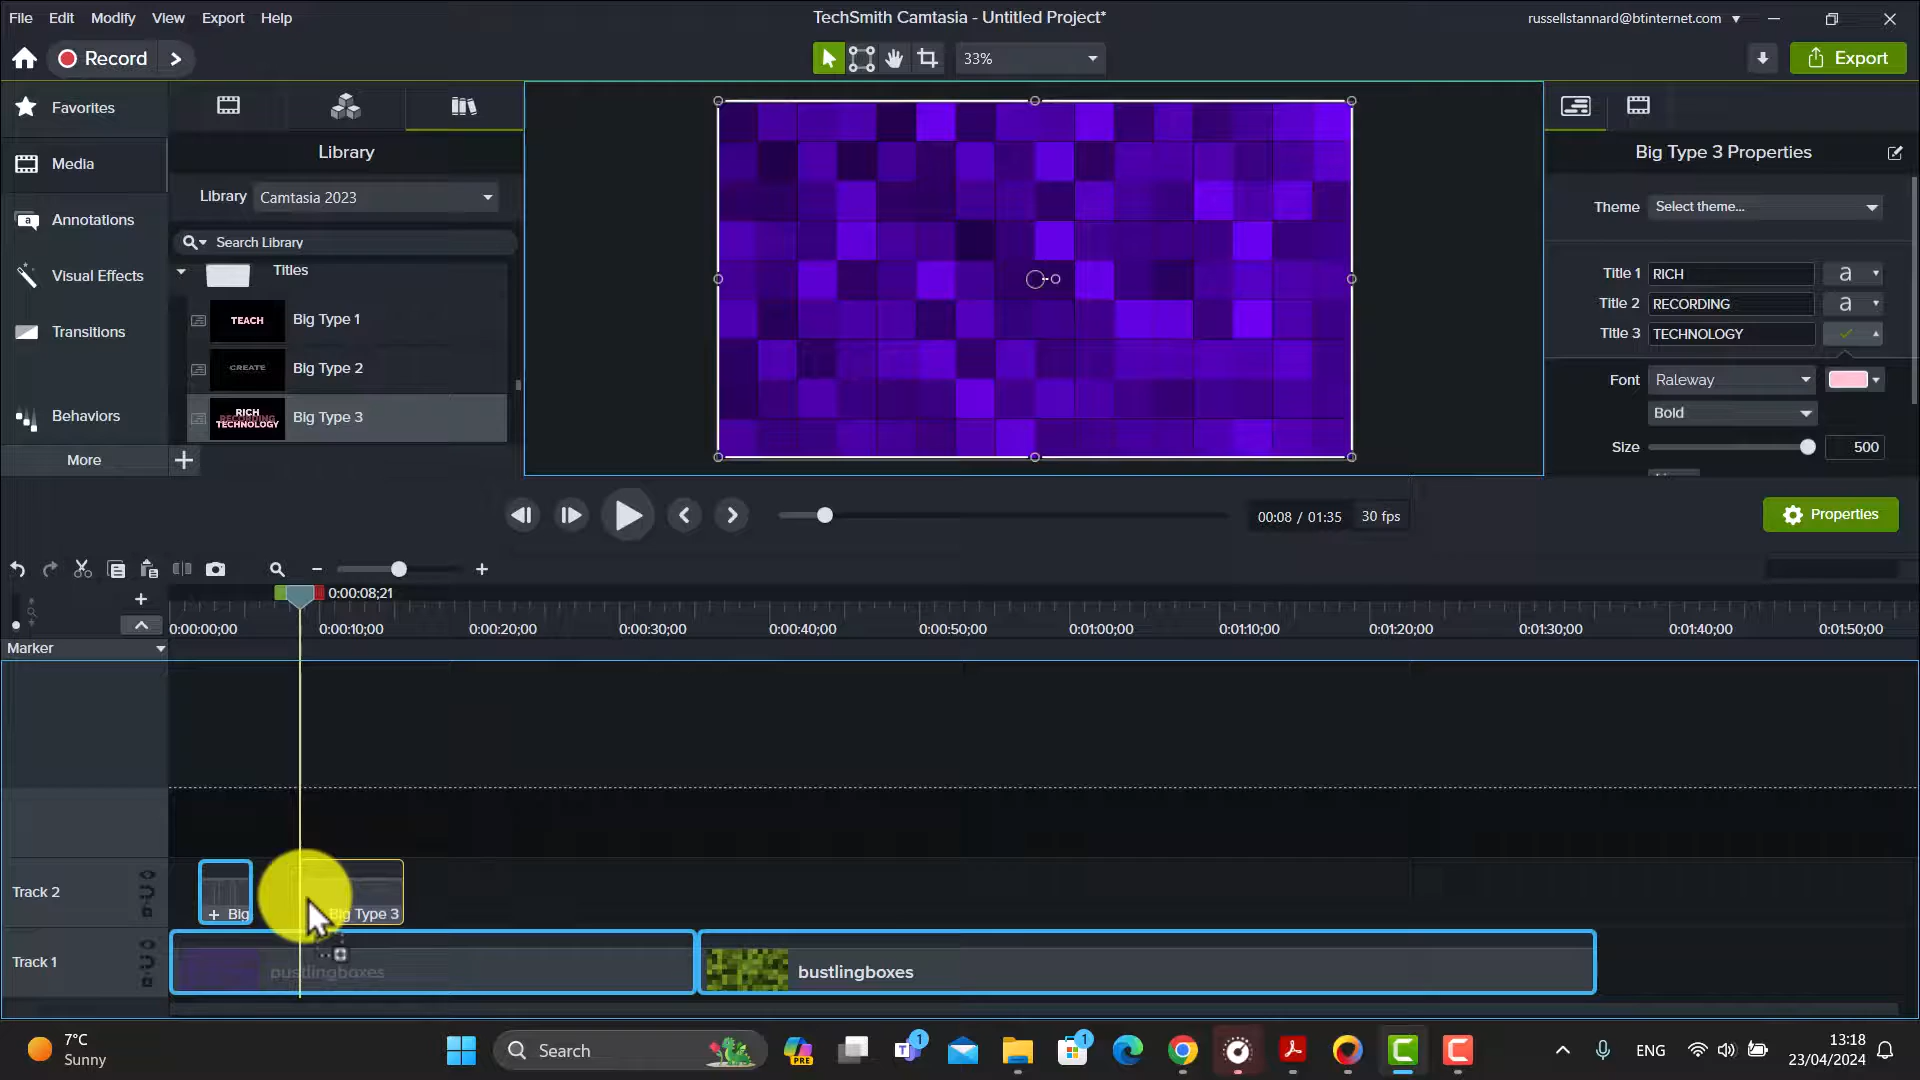 File Edit Modify View Export Help
TechSmith Camtasia - Untitled Project*
russellstannard@btinternet.com
Record
33%
Export
Favorites
Media
Annotations
Visual Effects
Transitions
Behaviors
More
Library
Library Camtasia 2023
Search Library
Titles
TEACH Big Type 1
CREATE Big Type 2
RICH
RECORDING
TECHNOLOGY
Big Type 3
Big Type 3 Properties
Theme Select theme...
Title 1 RICH a
Title 2 RECORDING a
Title 3 TECHNOLOGY
Font Raleway
Bold
Size 500
00:08 / 01:35 30 fps
Properties
0:00:08;21
0:00:00;00 0:00:10;00 0:00:20;00 0:00:30;00 0:00:40;00 0:00:50;00 0:01:00;00 0:01:10;00 0:01:20;00 0:01:30;00 0:01:40;00 0:01:50;00
Marker
Track 2
+ Big
Big Type 3
Track 1
bustlingboxes
bustlingboxes
7°C
Sunny
Search
PRE
1
1
ENG
13:18
23/04/2024